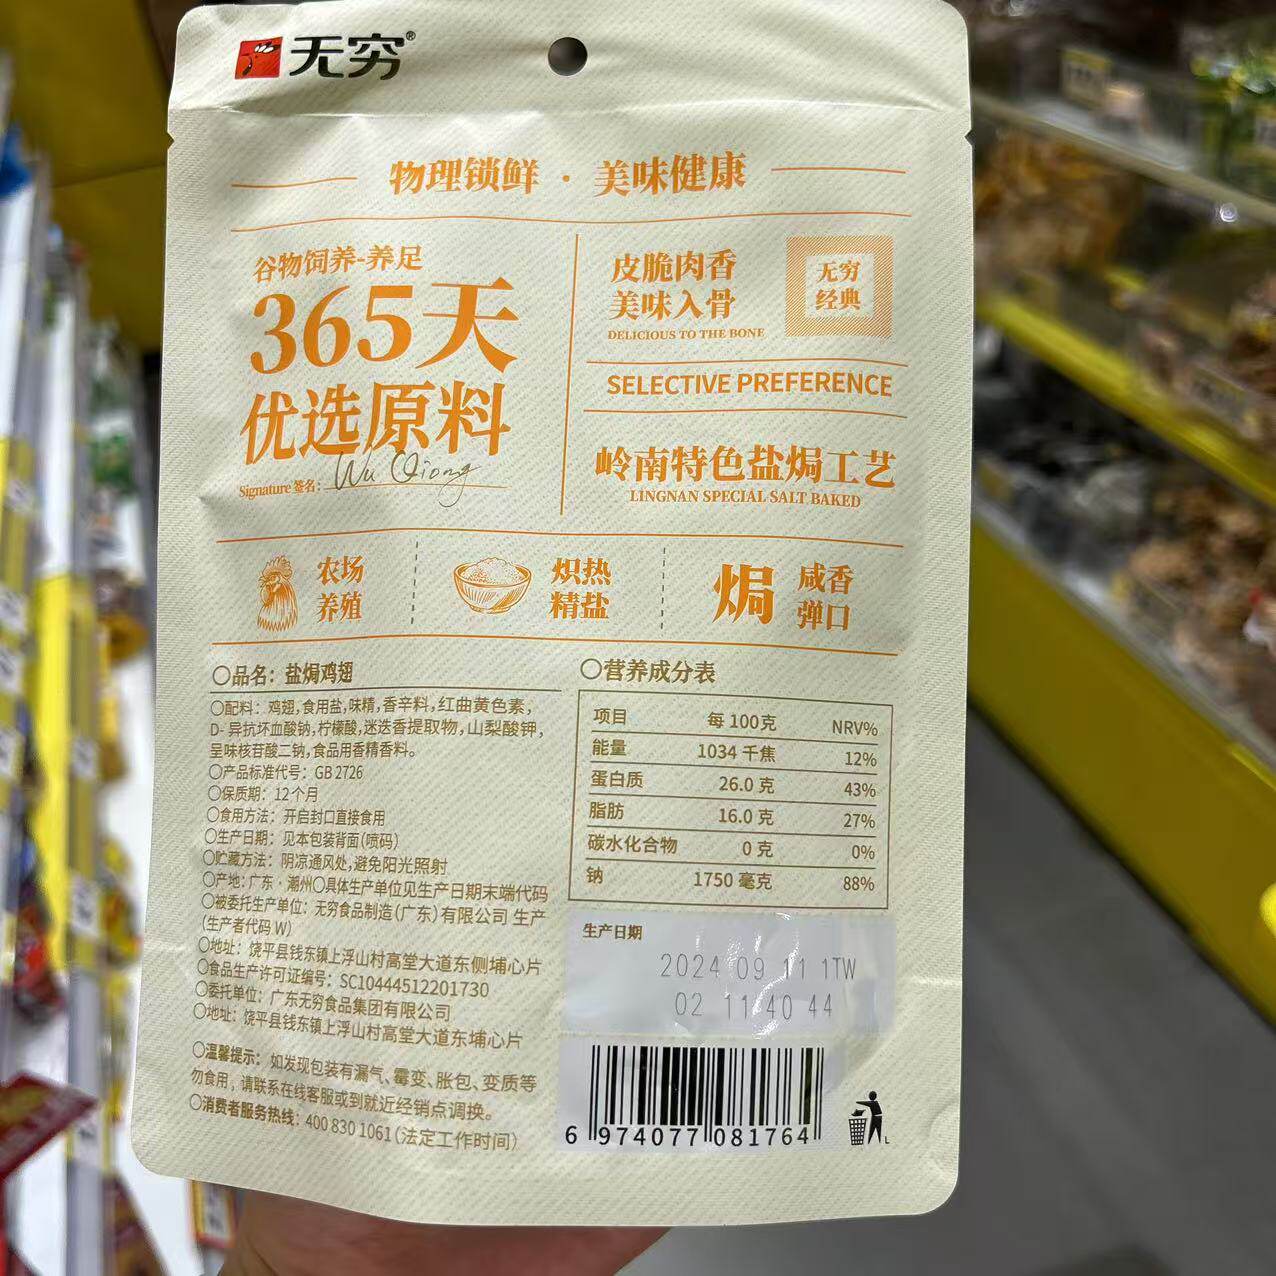 无穷®
物理锁鲜 · 美味健康
谷物饲养-养足
365天
优选原料
Signature 签名: Wu Qiong
皮脆肉香
美味入骨
DELICIOUS TO THE BONE
无穷
经典
SELECTIVE PREFERENCE
岭南特色盐焗工艺
LINGNAN SPECIAL SALT BAKED
农场
养殖
炽热
精盐
焗
咸香
弹口
〇品名：盐焗鸡翅
〇配料：鸡翅,食用盐,味精,香辛料,红曲黄色素,
D-异抗坏血酸钠,柠檬酸,迷迭香提取物,山梨酸钾,
呈味核苷酸二钠,食品用香精香料。
〇产品标准代号：GB 2726
〇保质期：12个月
〇食用方法：开启封口直接食用
〇生产日期：见本包装背面(喷码)
〇贮藏方法：阴凉通风处,避免阳光照射
〇产地:广东·潮州〇具体生产单位见生产日期末端代码
〇被委托生产单位：无穷食品制造(广东)有限公司 生产
(生产者代码 W)
〇地址：饶平县钱东镇上浮山村高堂大道东侧埔心片
〇食品生产许可证编号：SC10444512201730
〇委托单位：广东无穷食品集团有限公司
〇地址：饶平县钱东镇上浮山村高堂大道东埔心片
〇温馨提示：如发现包装有漏气、霉变、胀包、变质等
勿食用，请联系在线客服或到就近经销点调换。
〇消费者服务热线：400 830 1061(法定工作时间)
〇营养成分表
项目 每 100克 NRV%
能量 1034 千焦 12%
蛋白质 26.0 克 43%
脂肪 16.0 克 27%
碳水化合物 0 克 0%
钠 1750 毫克 88%
生产日期
2024 09 11 1TW
02 11 40 44
6 974077 081764
L